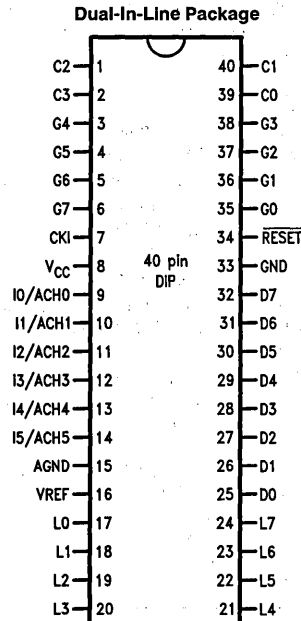 Dual-In-Line Package
C2 1 40 C1
C3 2 39 C0
G4 3 38 G3
G5 4 37 G2
G6 5 36 G1
G7 6 35 G0
CKI 7 34 RESET
VCC 8 40 pin 33 GND
I0/ACH0 9 DIP 32 D7
I1/ACH1 10 31 D6
I2/ACH2 11 30 D5
I3/ACH3 12 29 D4
I4/ACH4 13 28 D3
I5/ACH5 14 27 D2
AGND 15 26 D1
VREF 16 25 D0
L0 17 24 L7
L1 18 23 L6
L2 19 22 L5
L3 20 21 L4